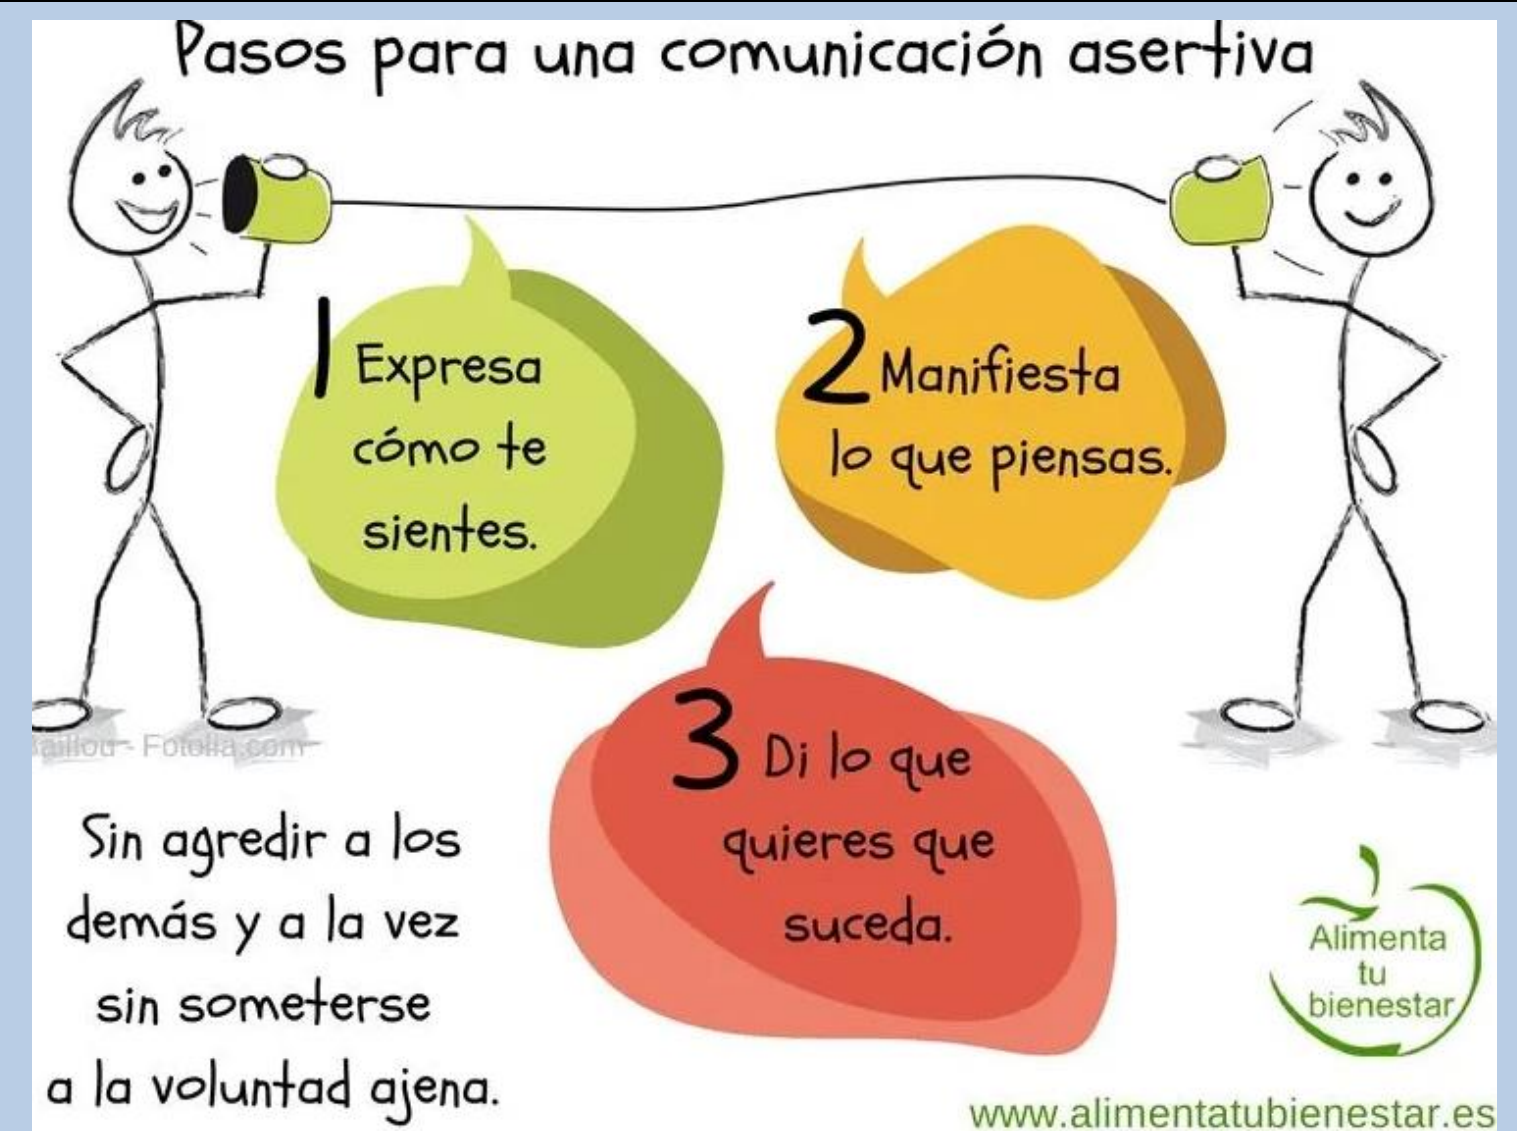 Pasos para una comunicación asertiva
1 Expresa
cómo te
sientes.
2 Manifiesta
lo que piensas.
3 Di lo que
quieres que
suceda.
- Fotolia.com
Sin agredir a los
demás y a la vez
sin someterse
a la voluntad ajena.
Alimenta
tu
bienestar
www.alimentatubienestar.es